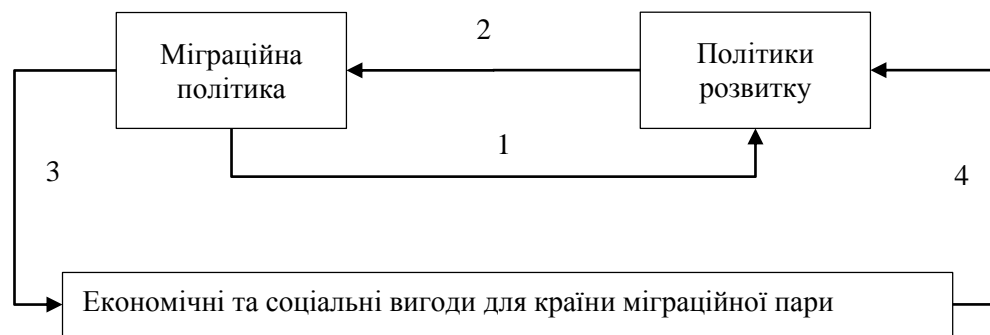 2
Міграційна
політика
Політики
розвитку
1
3
4
Економічні та соціальні вигоди для країни міграційної пари